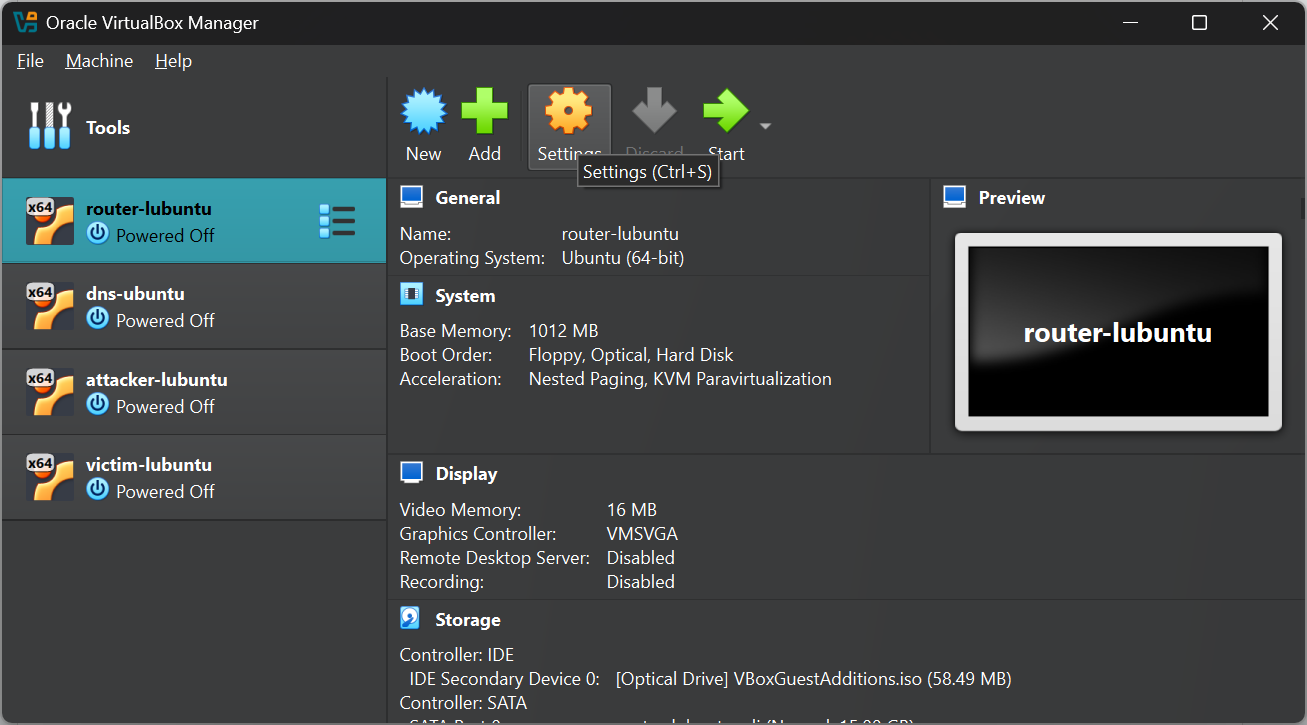 Oracle VirtualBox Manager
File Machine Help
Tools
New Add Settings Discard Start
Settings (Ctrl+S)
x64 router-lubuntu
Powered Off
x64 dns-ubuntu
Powered Off
x64 attacker-lubuntu
Powered Off
x64 victim-lubuntu
Powered Off
General
Name: router-lubuntu
Operating System: Ubuntu (64-bit)
System
Base Memory: 1012 MB
Boot Order: Floppy, Optical, Hard Disk
Acceleration: Nested Paging, KVM Paravirtualization
Preview
router-lubuntu
Display
Video Memory: 16 MB
Graphics Controller: VMSVGA
Remote Desktop Server: Disabled
Recording: Disabled
Storage
Controller: IDE
IDE Secondary Device 0: [Optical Drive] VBoxGuestAdditions.iso (58.49 MB)
Controller: SATA